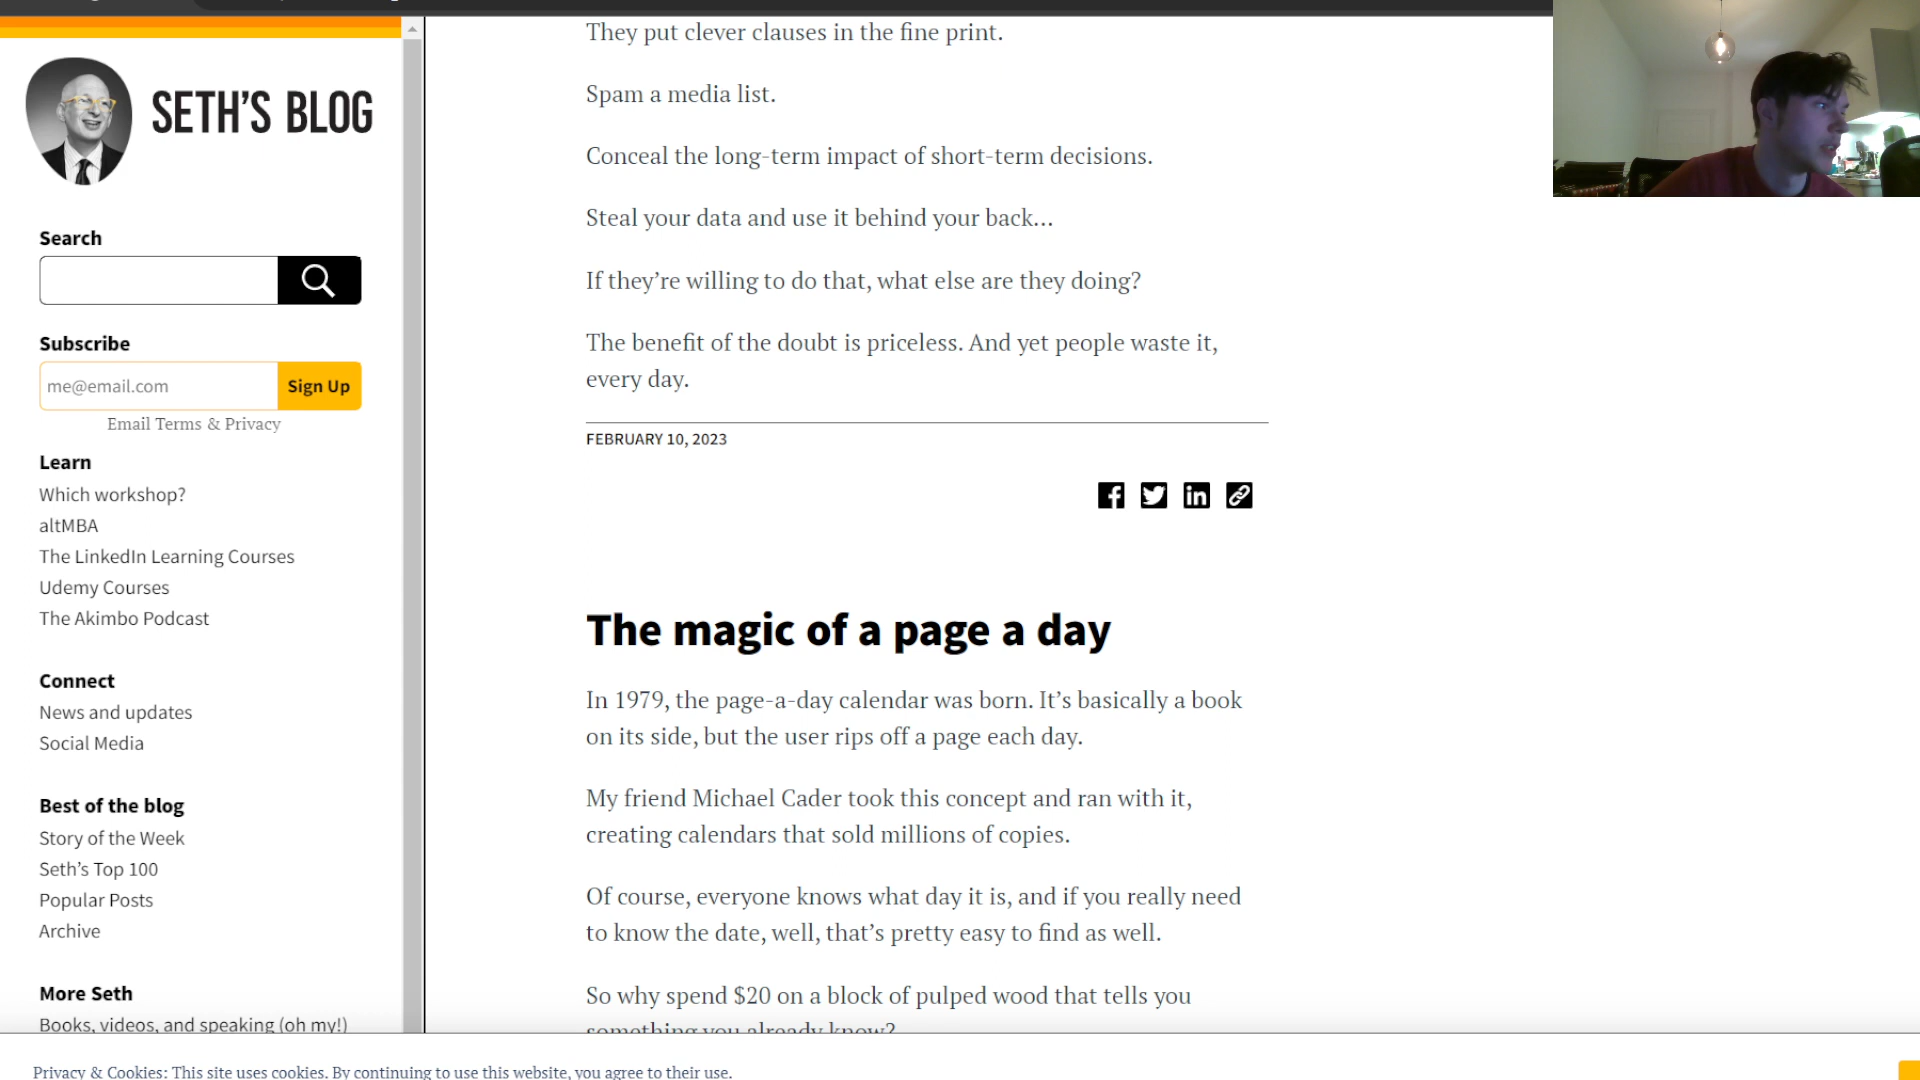 SETH'S BLOG
Search
Subscribe
me@email.com
Sign Up
Email Terms & Privacy
Learn
Which workshop?
altMBA
The LinkedIn Learning Courses
Udemy Courses
The Akimbo Podcast
Connect
News and updates
Social Media
Best of the blog
Story of the Week
Seth's Top 100
Popular Posts
Archive
More Seth
Books, videos, and speaking (oh my!)
They put clever clauses in the fine print.
Spam a media list.
Conceal the long-term impact of short-term decisions.
Steal your data and use it behind your back…
If they're willing to do that, what else are they doing?
The benefit of the doubt is priceless. And yet people waste it,
every day.
FEBRUARY 10, 2023
The magic of a page a day
In 1979, the page-a-day calendar was born. It's basically a book
on its side, but the user rips off a page each day.
My friend Michael Cader took this concept and ran with it,
creating calendars that sold millions of copies.
Of course, everyone knows what day it is, and if you really need
to know the date, well, that's pretty easy to find as well.
So why spend $20 on a block of pulped wood that tells you
something you already know?
Privacy & Cookies: This site uses cookies. By continuing to use this website, you agree to their use.